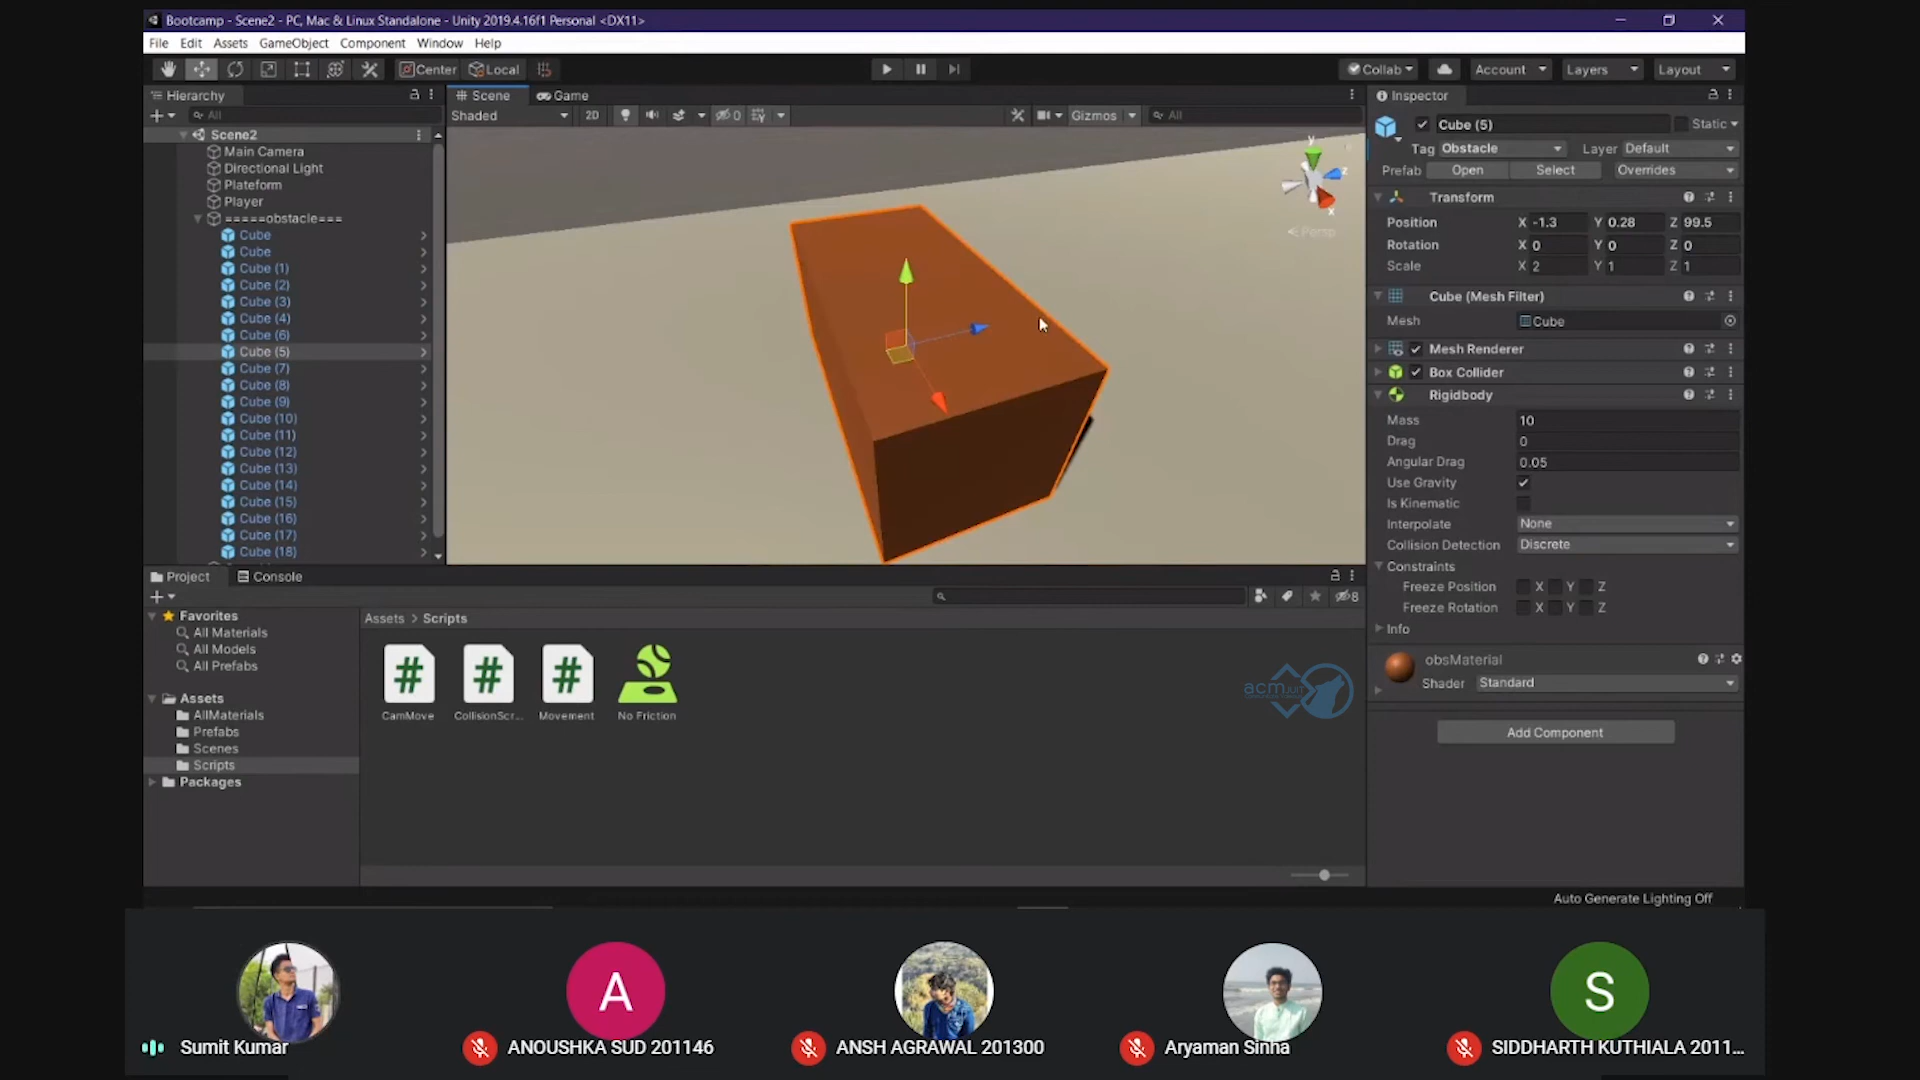 Bootcamp - Scene2 - PC, Mac & Linux Standalone - Unity 2019.4.16f1 Personal <DX11>
File Edit Assets GameObject Component Window Help
Center Local Collab Account Layers Layout
Hierarchy
All
Scene2
Main Camera
Directional Light
Plateform
Player
=====obstacle===
Cube
Cube
Cube (1)
Cube (2)
Cube (3)
Cube (4)
Cube (6)
Cube (5)
Cube (7)
Cube (8)
Cube (9)
Cube (10)
Cube (11)
Cube (12)
Cube (13)
Cube (14)
Cube (15)
Cube (16)
Cube (17)
Cube (18)
Scene Game
Shaded 2D 0 Gizmos All
y
z
x
Persp
Inspector
Cube (5) Static
Tag Obstacle Layer Default
Prefab Open Select Overrides
Transform
Position X -1.3 Y 0.28 Z 99.5
Rotation X 0 Y 0 Z 0
Scale X 2 Y 1 Z 1
Cube (Mesh Filter)
Mesh Cube
Mesh Renderer
Box Collider
Rigidbody
Mass 10
Drag 0
Angular Drag 0.05
Use Gravity
Is Kinematic
Interpolate None
Collision Detection Discrete
Constraints
Freeze Position X Y Z
Freeze Rotation X Y Z
Info
obsMaterial
Shader Standard
Add Component
Project Console
8
Favorites
All Materials
All Models
All Prefabs
Assets
AllMaterials
Prefabs
Scenes
Scripts
Packages
Assets > Scripts
CamMove CollisionScr... Movement No Friction
acm
Auto Generate Lighting Off
A
S
Sumit Kumar
ANOUSHKA SUD 201146
ANSH AGRAWAL 201300
Aryaman Sinha
SIDDHARTH KUTHIALA 2011...